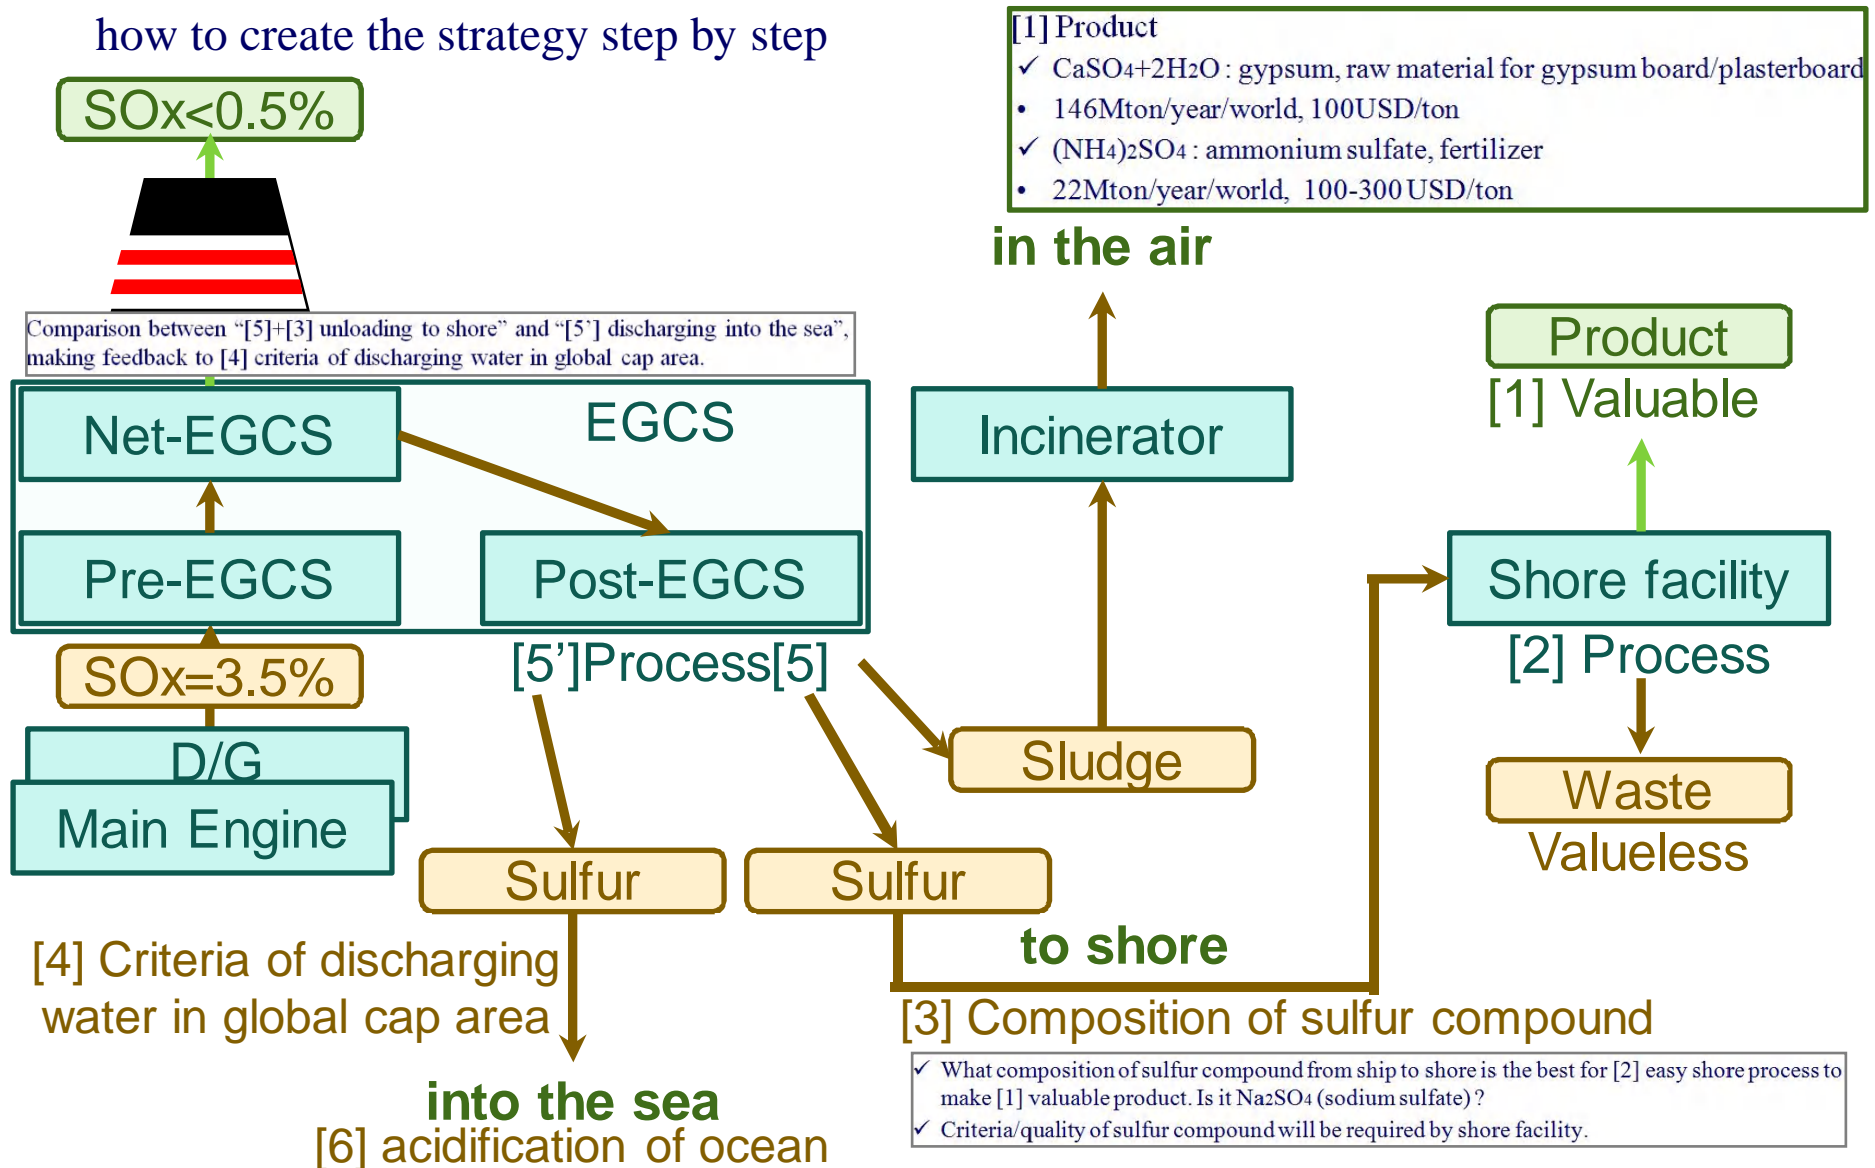 how to create the strategy step by step
[1] Product
✓ CaSO4+2H2O : gypsum, raw material for gypsum board/plasterboard
• 146Mton/year/world, 100USD/ton
✓ (NH4)2SO4 : ammonium sulfate, fertilizer
• 22Mton/year/world, 100-300 USD/ton
SOx<0.5%
in the air
Comparison between “[5]+[3] unloading to shore” and “[5’] discharging into the sea”,
making feedback to [4] criteria of discharging water in global cap area.
Product
[1] Valuable
Net-EGCS
EGCS
Incinerator
Pre-EGCS
Post-EGCS
Shore facility
[5’]Process[5]
[2] Process
SOx=3.5%
D/G
Main Engine
Sludge
Waste
Valueless
Sulfur
Sulfur
[4] Criteria of discharging
water in global cap area
to shore
[3] Composition of sulfur compound
into the sea
[6] acidification of ocean
✓ What composition of sulfur compound from ship to shore is the best for [2] easy shore process to
make [1] valuable product. Is it Na2SO4 (sodium sulfate) ?
✓ Criteria/quality of sulfur compound will be required by shore facility.